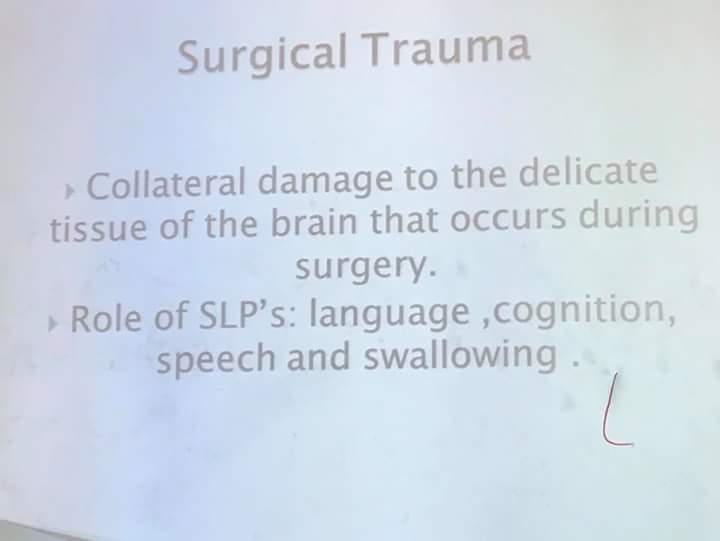 Surgical Trauma
Collateral damage to the delicate
tissue of the brain that occurs during
surgery.
Role of SLP's: language ,cognition,
speech and swallowing .